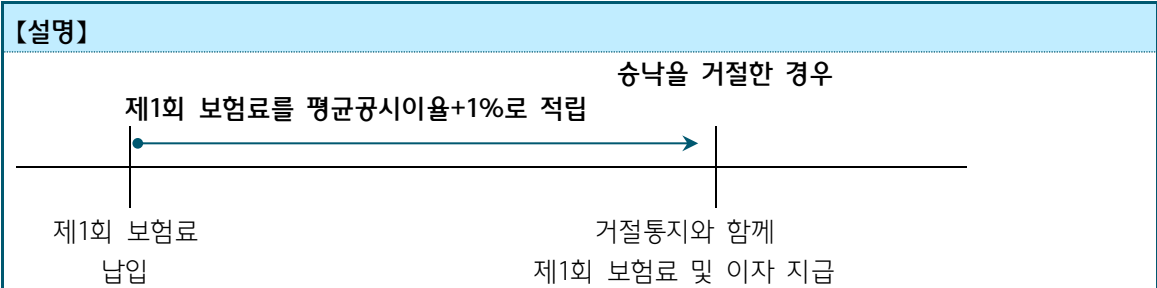 【설명】
승낙을 거절한 경우
제1회 보험료를 평균공시이율+1%로 적립
제1회 보험료
납입
거절통지와 함께
제1회 보험료 및 이자 지급